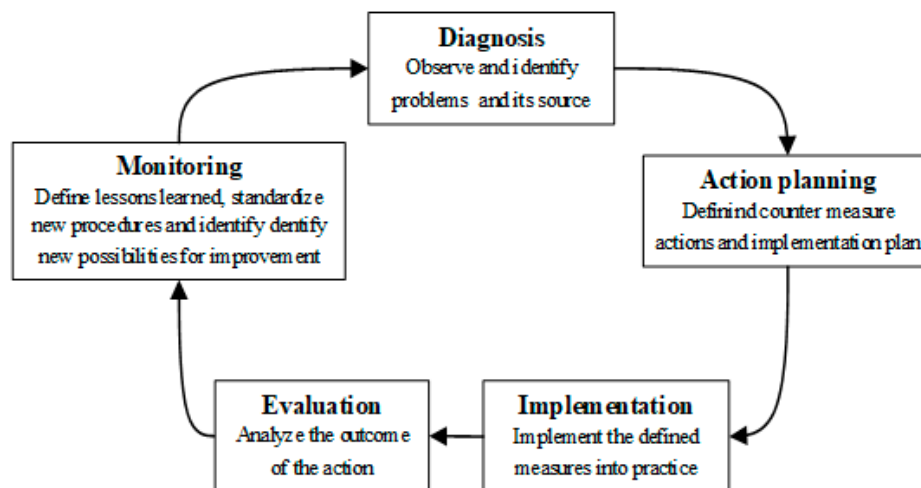 Diagnosis
Observe and identify
problems and its source
Monitoring
Define lessons learned, standardize
new procedures and identify dentify
new possibilities for improvement
Action planning
Definind counter measure
actions and implementation plan
Evaluation
Analyze the outcome
of the action
Implementation
Implement the defined
measures into practice